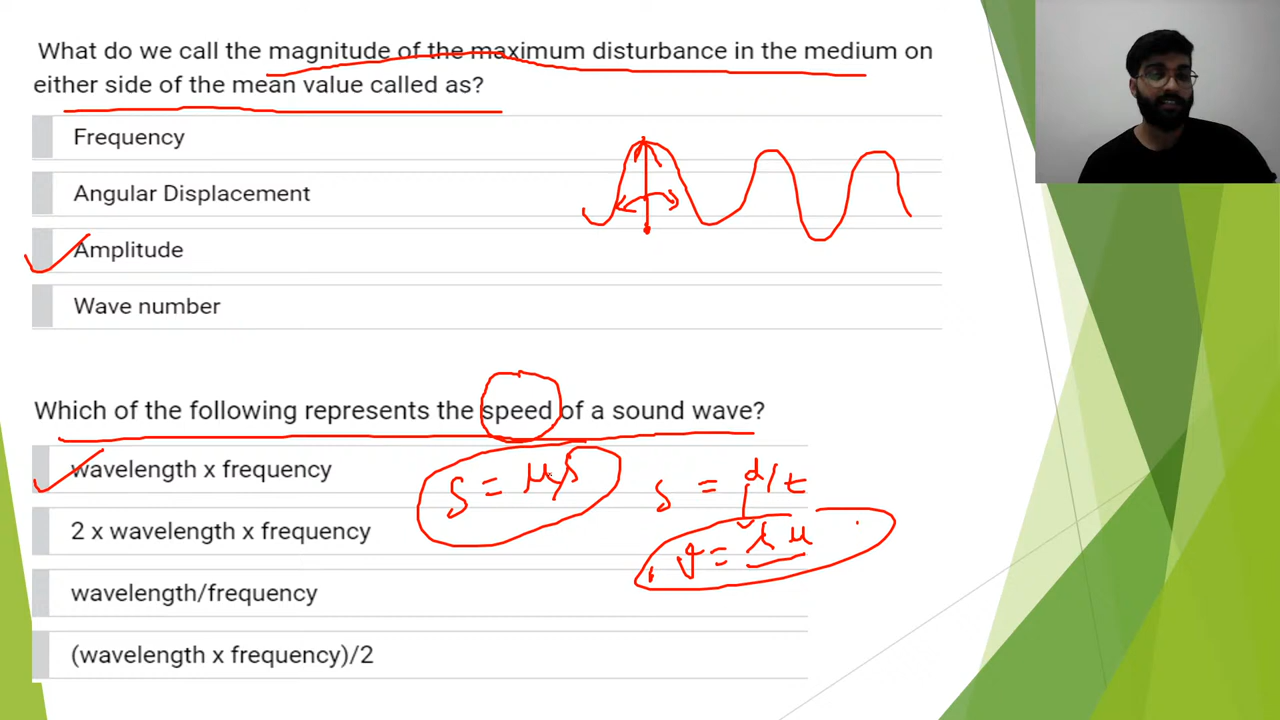 What do we call the magnitude of the maximum disturbance in the medium on
either side of the mean value called as?
Frequency
Angular Displacement
Amplitude
Wave number
Which of the following represents the speed of a sound wave?
wavelength x frequency
S =
s = d/t
2 x wavelength x frequency
wavelength/frequency
(wavelength x frequency)/2